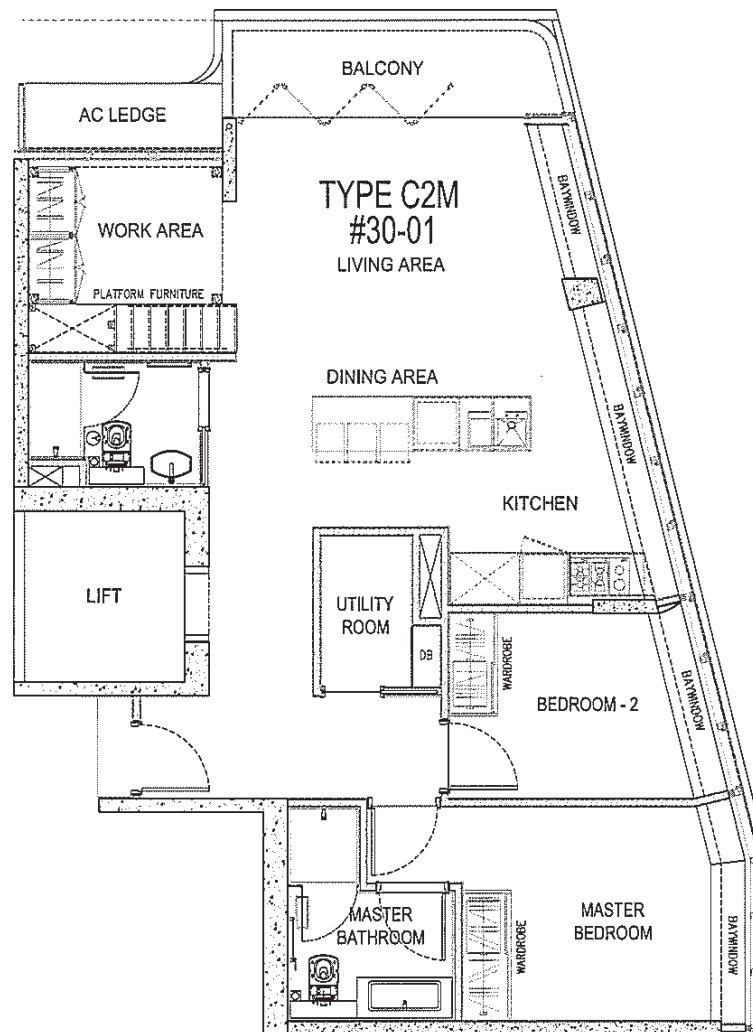 BALCONY
AC LEDGE
TYPE C2M
#30-01
LIVING AREA
WORK AREA
PLATFORM FURNITURE
BAYWINDOW
DINING AREA
BAYWINDOW
KITCHEN
LIFT
UTILITY
ROOM
DB
WARDROBE
BEDROOM - 2
BAYWINDOW
MASTER
BATHROOM
WARDROBE
MASTER
BEDROOM
BAYWINDOW